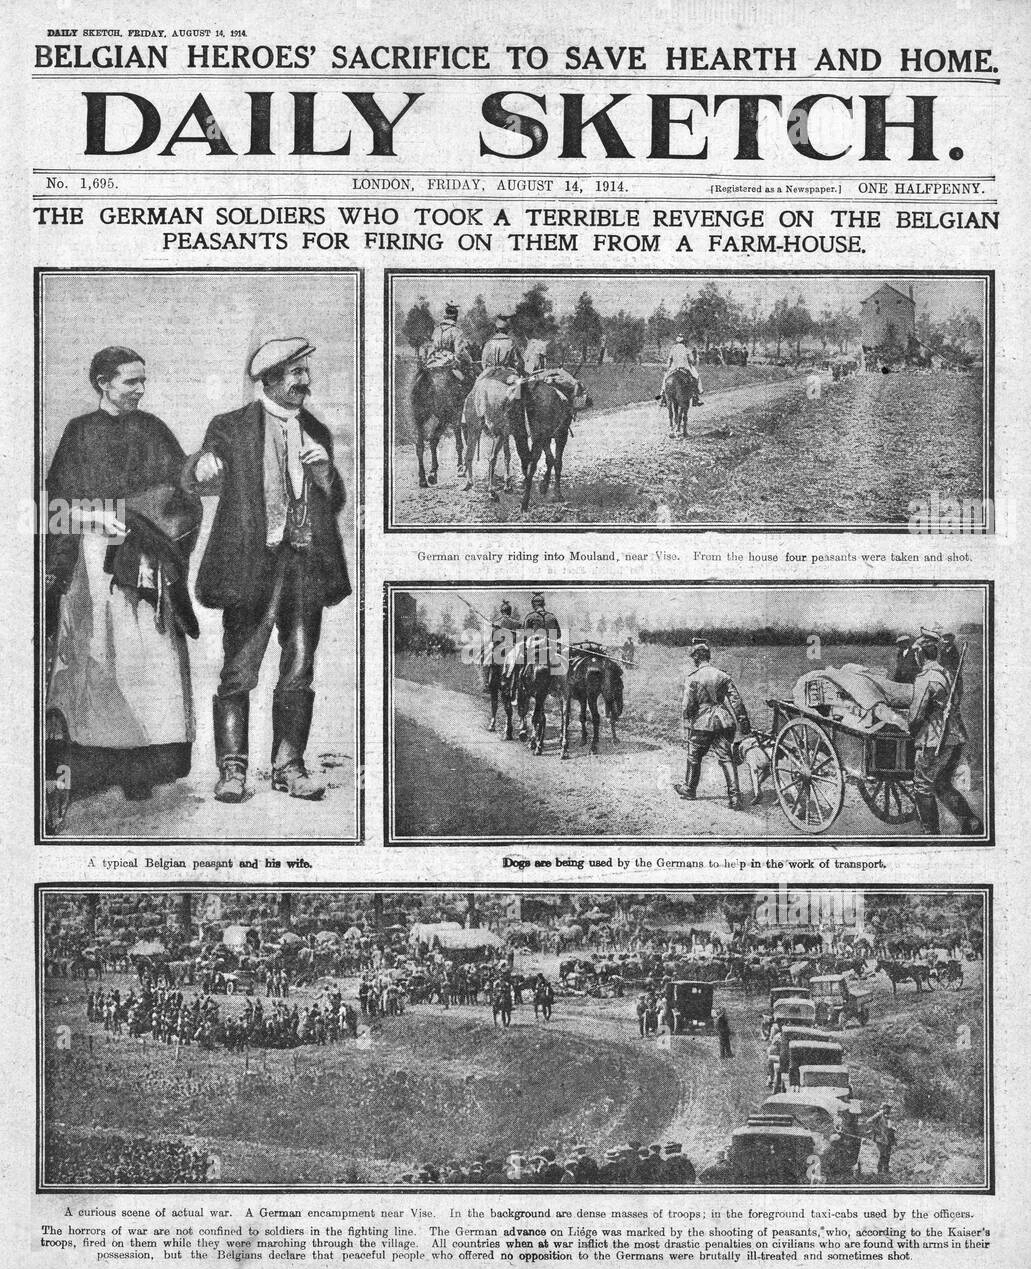 DAILY SKETCH, FRIDAY, AUGUST 14, 1914.
BELGIAN HEROES' SACRIFICE TO SAVE HEARTH AND HOME.
DAILY SKETCH.
No. 1,695.
LONDON, FRIDAY, AUGUST 14, 1914.
[Registered as a Newspaper.]
ONE HALFPENNY.
THE GERMAN SOLDIERS WHO TOOK A TERRIBLE REVENGE ON THE BELGIAN
PEASANTS FOR FIRING ON THEM FROM A FARM-HOUSE.
German cavalry riding into Mouland, near Vise. From the house four peasants were taken and shot.
A typical Belgian peasant and his wife.
Dogs are being used by the Germans to help in the work of transport.
A curious scene of actual war. A German encampment near Vise. In the background are dense masses of troops; in the foreground taxi-cabs used by the officers.
The horrors of war are not confined to soldiers in the fighting line. The German advance on Liége was marked by the shooting of peasants, who, according to the Kaiser's
troops, fired on them while they were marching through the village. All countries when at war inflict the most drastic penalties on civilians who are found with arms in their
possession, but the Belgians declare that peaceful people who offered no opposition to the Germans were brutally ill-treated and sometimes shot.
alamy
alamy
a
a
a
a
a
a